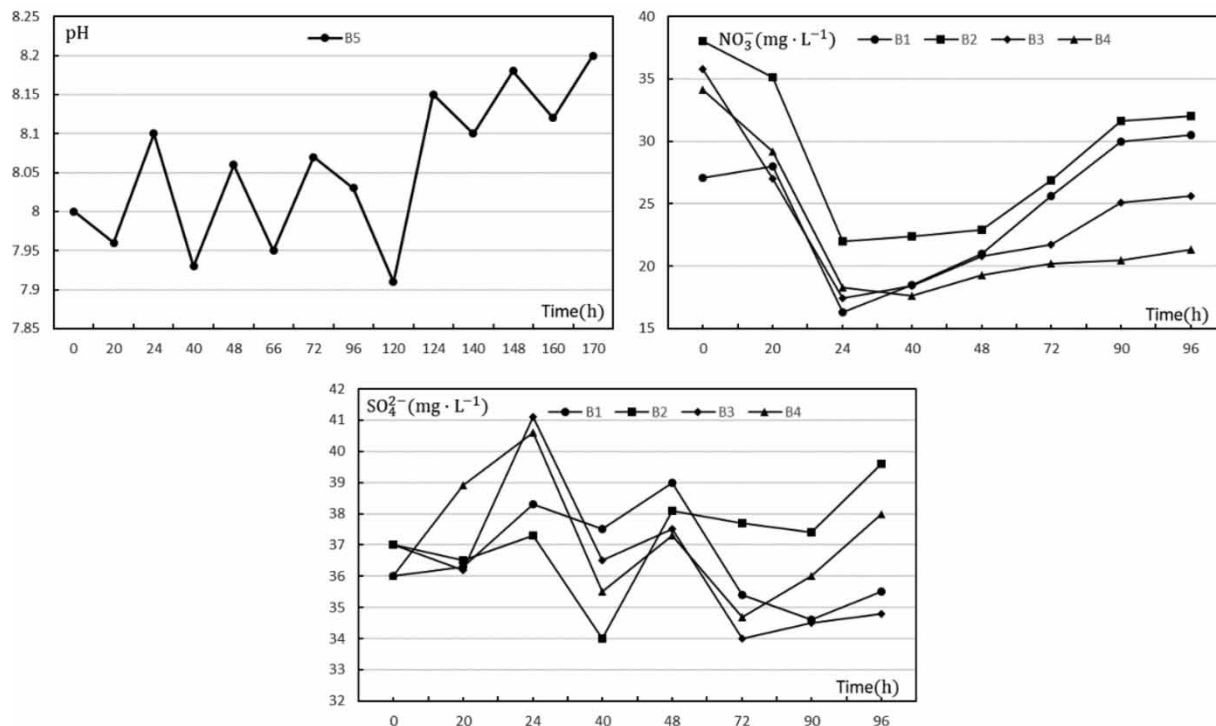 pH
B5
8.25
8.2
8.15
8.1
8.05
8
7.95
7.9
7.85
Time(h)
0 20 24 40 48 66 72 96 120 124 140 148 160 170
NO₃⁻(mg · L⁻¹)
B1 B2 B3 B4
40
35
30
25
20
15
Time(h)
0 20 24 40 48 72 90 96
SO₄²⁻(mg · L⁻¹)
B1 B2 B3 B4
42
41
40
39
38
37
36
35
34
33
32
Time(h)
0 20 24 40 48 72 90 96